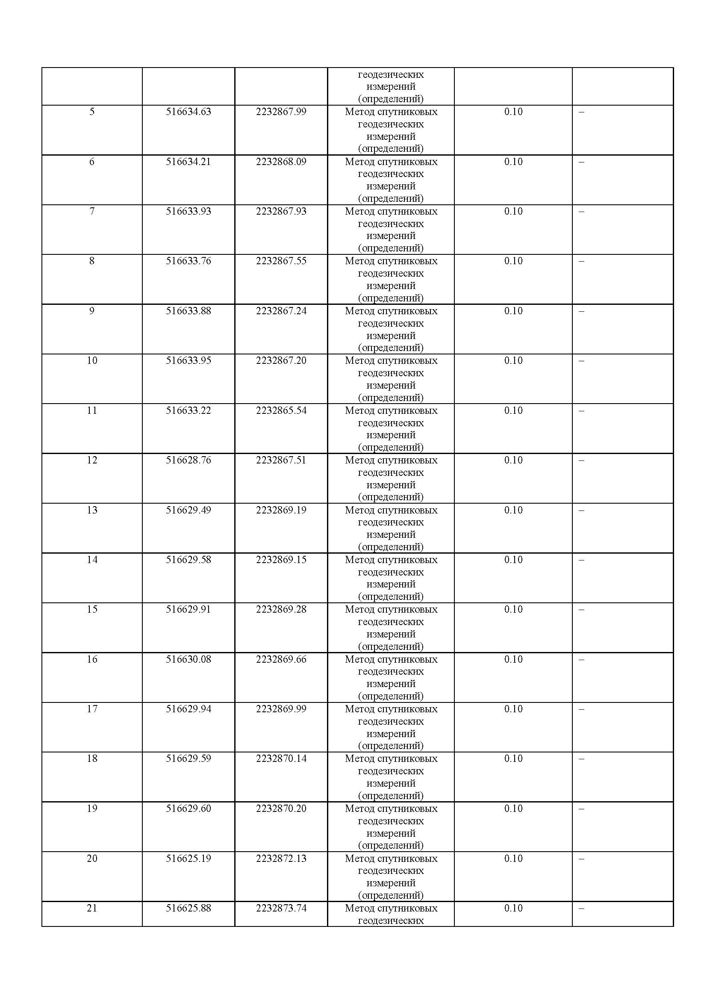 геодезических
измерений
(определений)
5 516634.63 2232867.99 Метод спутниковых 0.10 –
геодезических
измерений
(определений)
6 516634.21 2232868.09 Метод спутниковых 0.10 –
геодезических
измерений
(определений)
7 516633.93 2232867.93 Метод спутниковых 0.10 –
геодезических
измерений
(определений)
8 516633.76 2232867.55 Метод спутниковых 0.10 –
геодезических
измерений
(определений)
9 516633.88 2232867.24 Метод спутниковых 0.10 –
геодезических
измерений
(определений)
10 516633.95 2232867.20 Метод спутниковых 0.10 –
геодезических
измерений
(определений)
11 516633.22 2232865.54 Метод спутниковых 0.10 –
геодезических
измерений
(определений)
12 516628.76 2232867.51 Метод спутниковых 0.10 –
геодезических
измерений
(определений)
13 516629.49 2232869.19 Метод спутниковых 0.10 –
геодезических
измерений
(определений)
14 516629.58 2232869.15 Метод спутниковых 0.10 –
геодезических
измерений
(определений)
15 516629.91 2232869.28 Метод спутниковых 0.10 –
геодезических
измерений
(определений)
16 516630.08 2232869.66 Метод спутниковых 0.10 –
геодезических
измерений
(определений)
17 516629.94 2232869.99 Метод спутниковых 0.10 –
геодезических
измерений
(определений)
18 516629.59 2232870.14 Метод спутниковых 0.10 –
геодезических
измерений
(определений)
19 516629.60 2232870.20 Метод спутниковых 0.10 –
геодезических
измерений
(определений)
20 516625.19 2232872.13 Метод спутниковых 0.10 –
геодезических
измерений
(определений)
21 516625.88 2232873.74 Метод спутниковых 0.10 –
геодезических